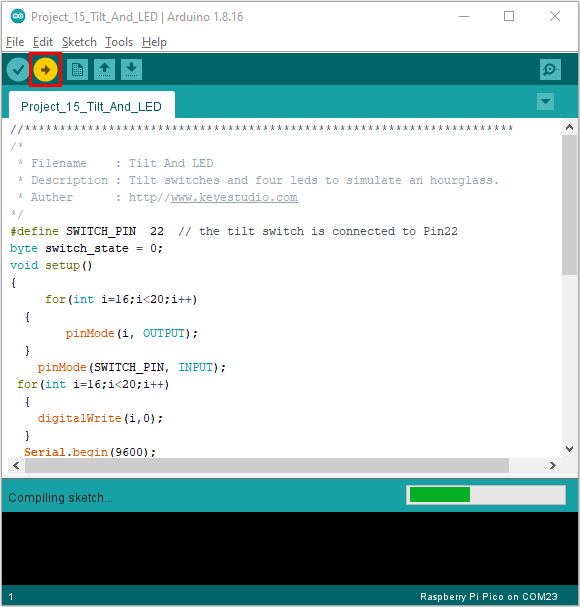 Project_15_Tilt_And_LED | Arduino 1.8.16
File Edit Sketch Tools Help
Project_15_Tilt_And_LED
//**********************************************************************
/*
 * Filename    : Tilt And LED
 * Description : Tilt switches and four leds to simulate an hourglass.
 * Auther      : http//www.keyestudio.com
*/
#define SWITCH_PIN  22  // the tilt switch is connected to Pin22
byte switch_state = 0;
void setup()
{
     for(int i=16;i<20;i++)
  {
        pinMode(i, OUTPUT);
  }
    pinMode(SWITCH_PIN, INPUT);
 for(int i=16;i<20;i++)
  {
    digitalWrite(i,0);
  }
  Serial.begin(9600);
Compiling sketch...
1
Raspberry Pi Pico on COM23